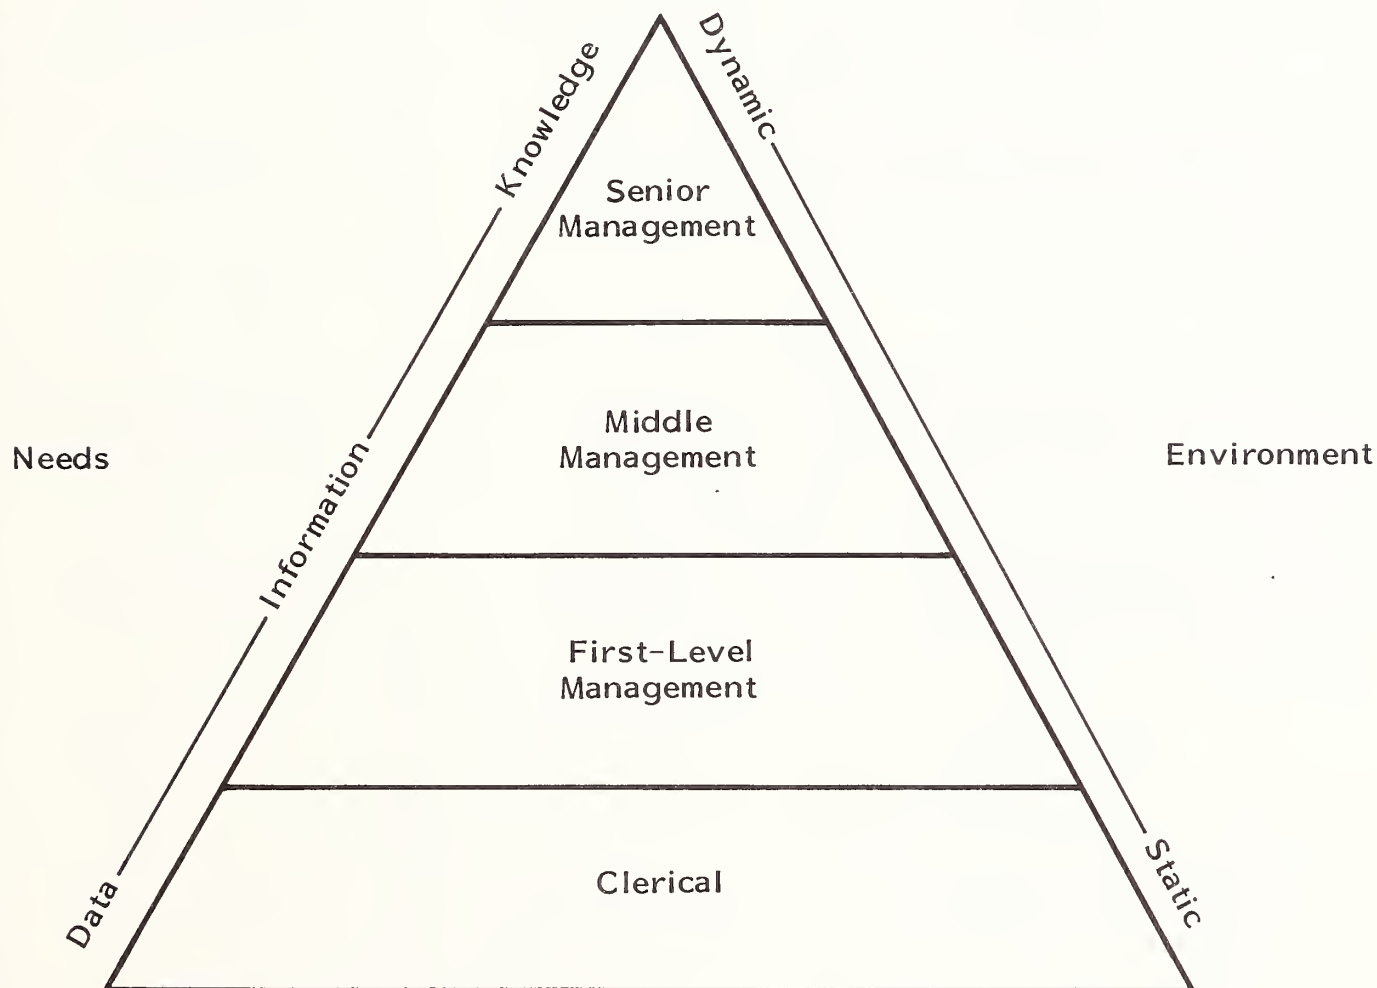 Knowledge
Dynamic
Senior
Management
Needs
Information
Middle
Management
Environment
First-Level
Management
Data
Clerical
Static